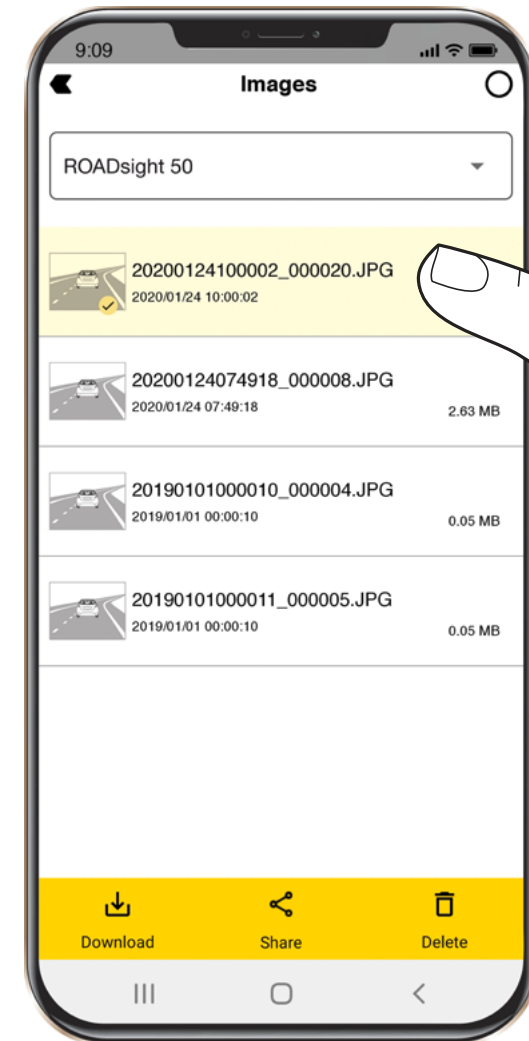 9:09
Images
ROADsight 50
20200124100002_000020.JPG
2020/01/24 10:00:02
20200124074918_000008.JPG
2020/01/24 07:49:18
2.63 MB
20190101000010_000004.JPG
2019/01/01 00:00:10
0.05 MB
20190101000011_000005.JPG
2019/01/01 00:00:10
0.05 MB
Download Share Delete